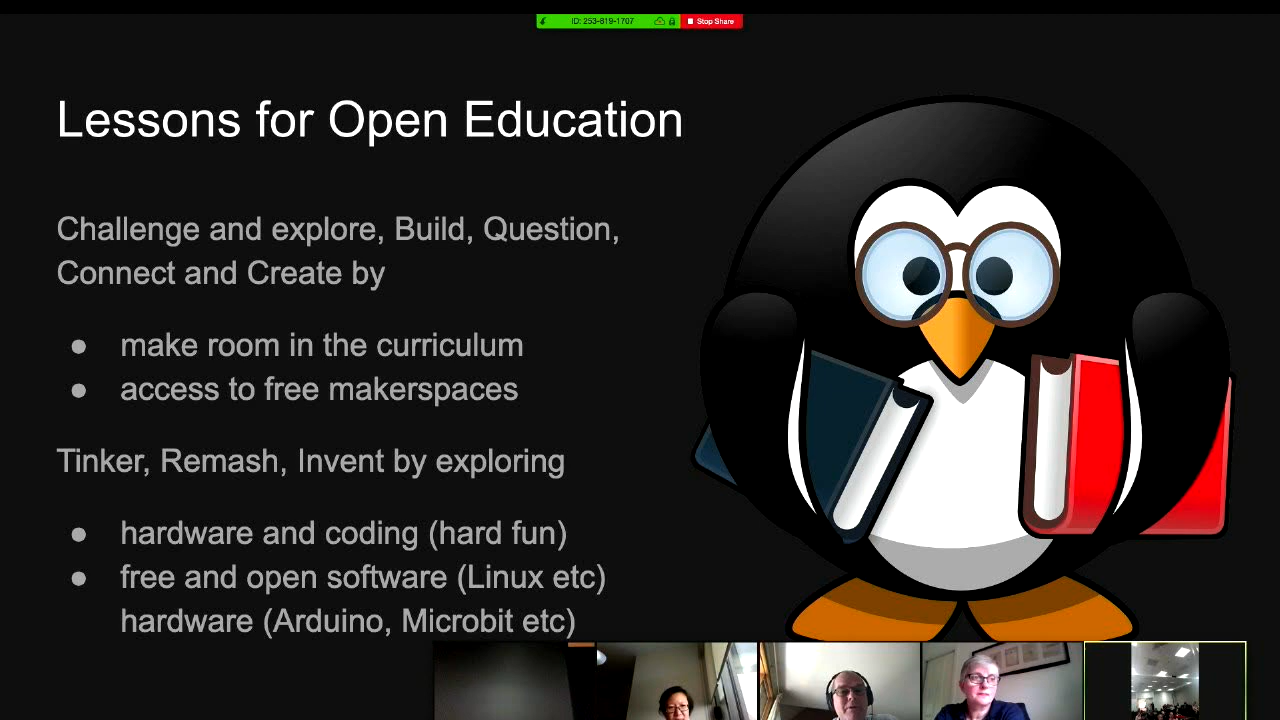 ID: 253-819-1707
Stop Share
Lessons for Open Education
Challenge and explore, Build, Question,
Connect and Create by
● make room in the curriculum
● access to free makerspaces
Tinker, Remash, Invent by exploring
● hardware and coding (hard fun)
● free and open software (Linux etc)
hardware (Arduino, Microbit etc)